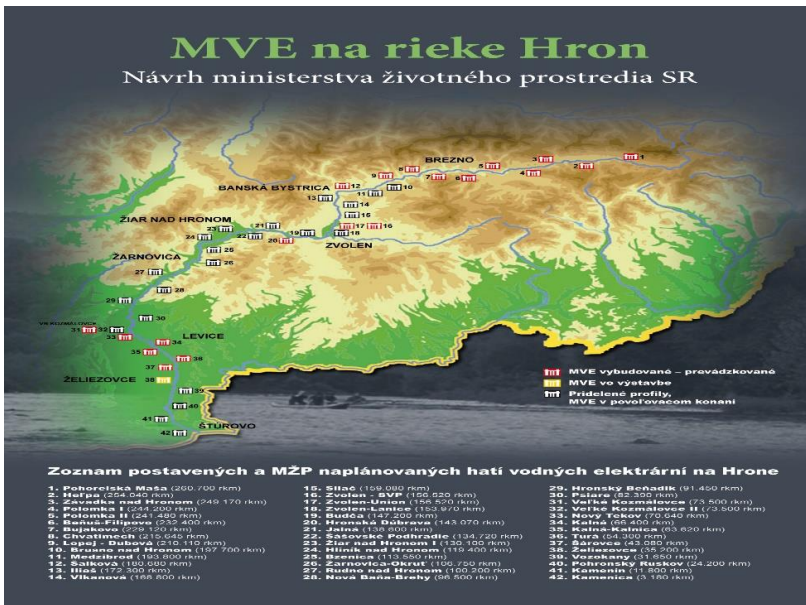 MVE na rieke Hron
Návrh ministerstva životného prostredia SR
BREZNO
BANSKÁ BYSTRICA
ŽIAR NAD HRONOM
ZVOLEN
ŽARNOVICA
LEVICE
ŽELIEZOVCE
ŠTÚROVO
MVE vybudované – prevádzkované
MVE vo výstavbe
Pridelené profily,
MVE v povoľovacom konaní
Zoznam postavených a MŽP naplánovaných hatí vodných elektrární na Hrone
1. Pohorelská Maša (260.700 rkm)
2. Heľpa (254.040 rkm)
3. Závadka nad Hronom (249.170 rkm)
4. Polomka I (244.200 rkm)
5. Polomka II (241.480 rkm)
6. Beňuš-Filipovo (232.400 rkm)
7. Bujakovo (229.120 rkm)
8. Chvatimech (215.645 rkm)
9. Lopej - Dubová (210.110 rkm)
10. Brusno nad Hronom (197.700 rkm)
11. Medzibrod (193.800 rkm)
12. Šalková (180.680 rkm)
13. Iliaš (172.300 rkm)
14. Vlkanová (166.800 rkm)
15. Sliač (159.080 rkm)
16. Zvolen - SVP (156.520 rkm)
17. Zvolen-Union (156.520 rkm)
18. Zvolen-Lanice (153.970 rkm)
19. Budča (147.200 rkm)
20. Hronská Dúbrava (143.070 rkm)
21. Jalná (138.600 rkm)
22. Šášovské Podhradie (134.720 rkm)
23. Žiar nad Hronom I (130.100 rkm)
24. Hliník nad Hronom (119.400 rkm)
25. Bzenica (113.550 rkm)
26. Žarnovica-Okruť (106.750 rkm)
27. Rudno nad Hronom (100.200 rkm)
28. Nová Baňa-Brehy (96.500 rkm)
29. Hronský Beňadik (91.450 rkm)
30. Psiare (82.300 rkm)
31. Veľké Kozmálovce (73.500 rkm)
32. Veľké Kozmálovce II (73.500 rkm)
33. Nový Tekov (70.640 rkm)
34. Kalná (66.400 rkm)
35. Kalná-Kalnica (63.620 rkm)
36. Turá (54.300 rkm)
37. Šárovce (43.080 rkm)
38. Želiezovce (35.200 rkm)
39. Vozokany (31.650 rkm)
40. Pohronský Ruskov (24.200 rkm)
41. Kamenín (11.800 rkm)
42. Kamenica (3.180 rkm)